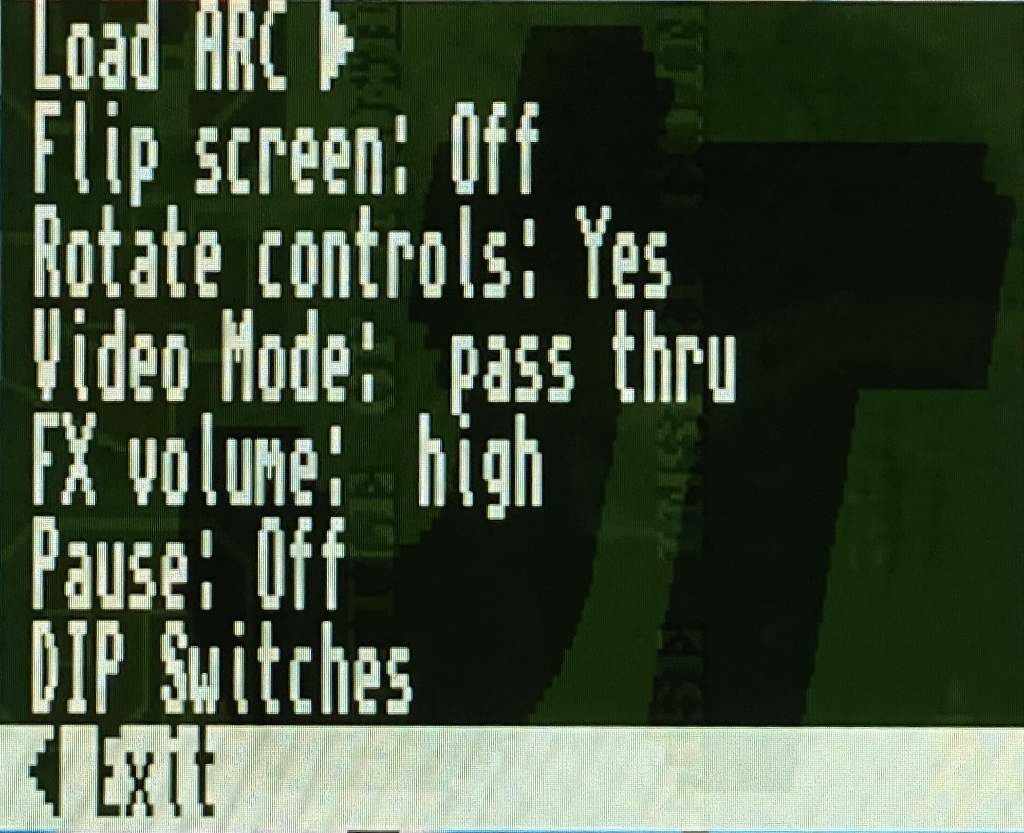 Load ARC
Flip screen: Off
Rotate controls: Yes
Video Mode: pass thru
FX volume: high
Pause: Off
DIP Switches
Exit